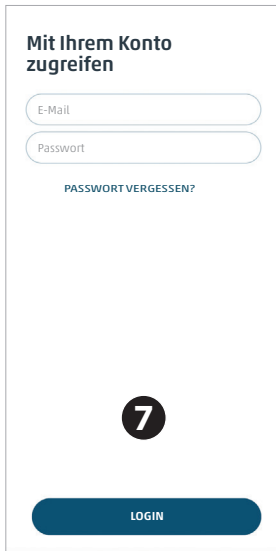 Mit Ihrem Konto
zugreifen
E-Mail
Passwort
PASSWORT VERGESSEN?
7
LOGIN